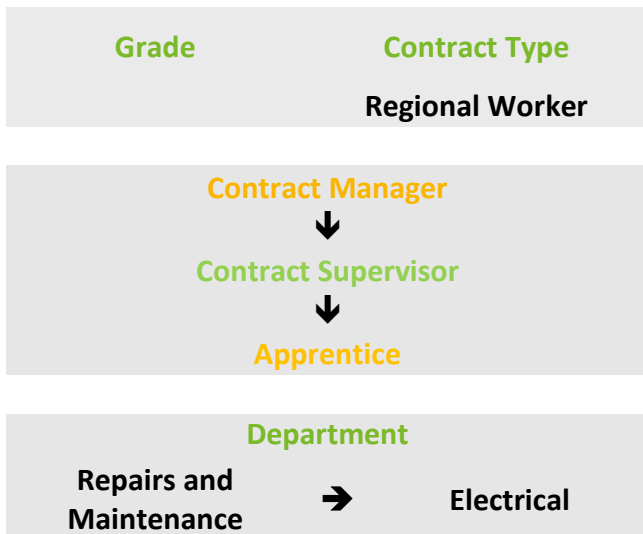 Grade Contract Type
Regional Worker
Contract Manager
↓
Contract Supervisor
↓
Apprentice
Department
Repairs and
Maintenance → Electrical